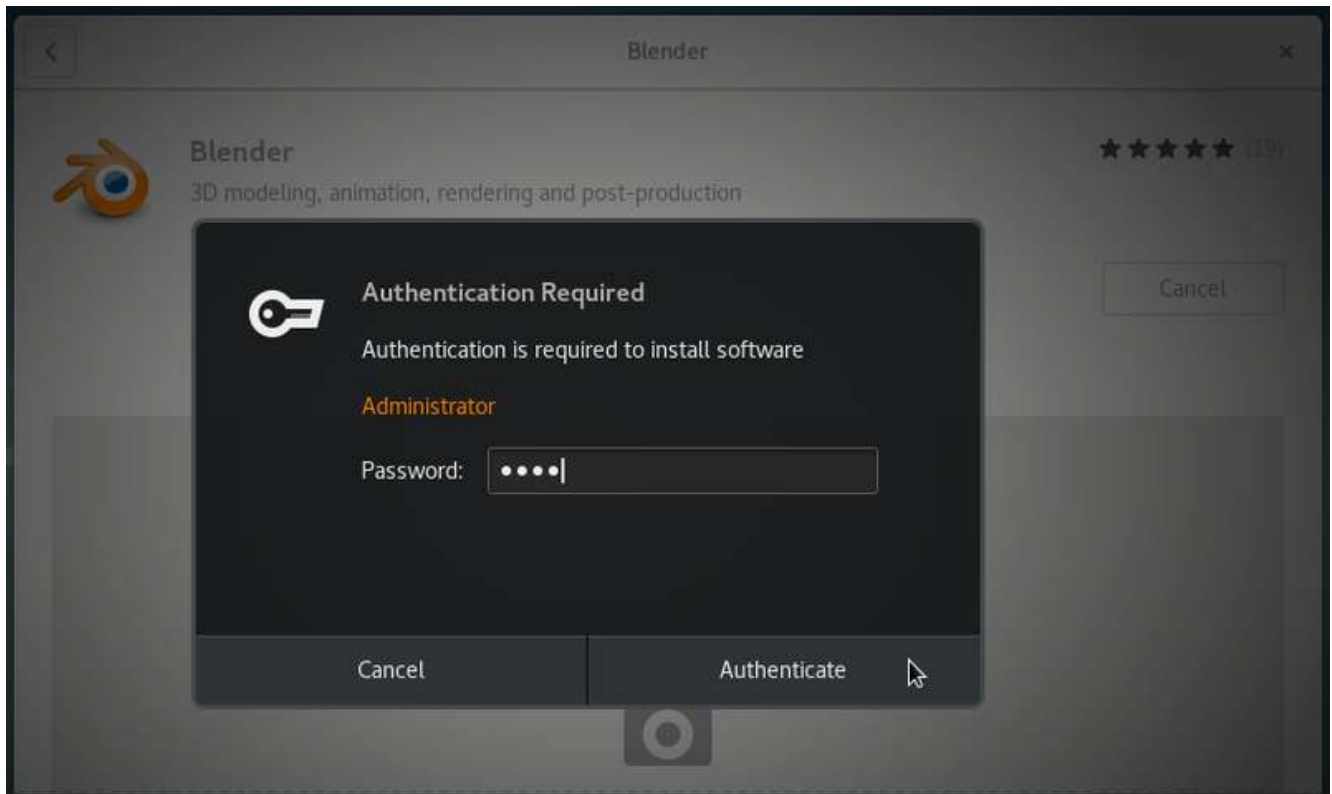 Blender
Blender
(19)
3D modeling, animation, rendering and post-production
Cancel
Authentication Required
Authentication is required to install software
Administrator
Password: ••••
Cancel
Authenticate